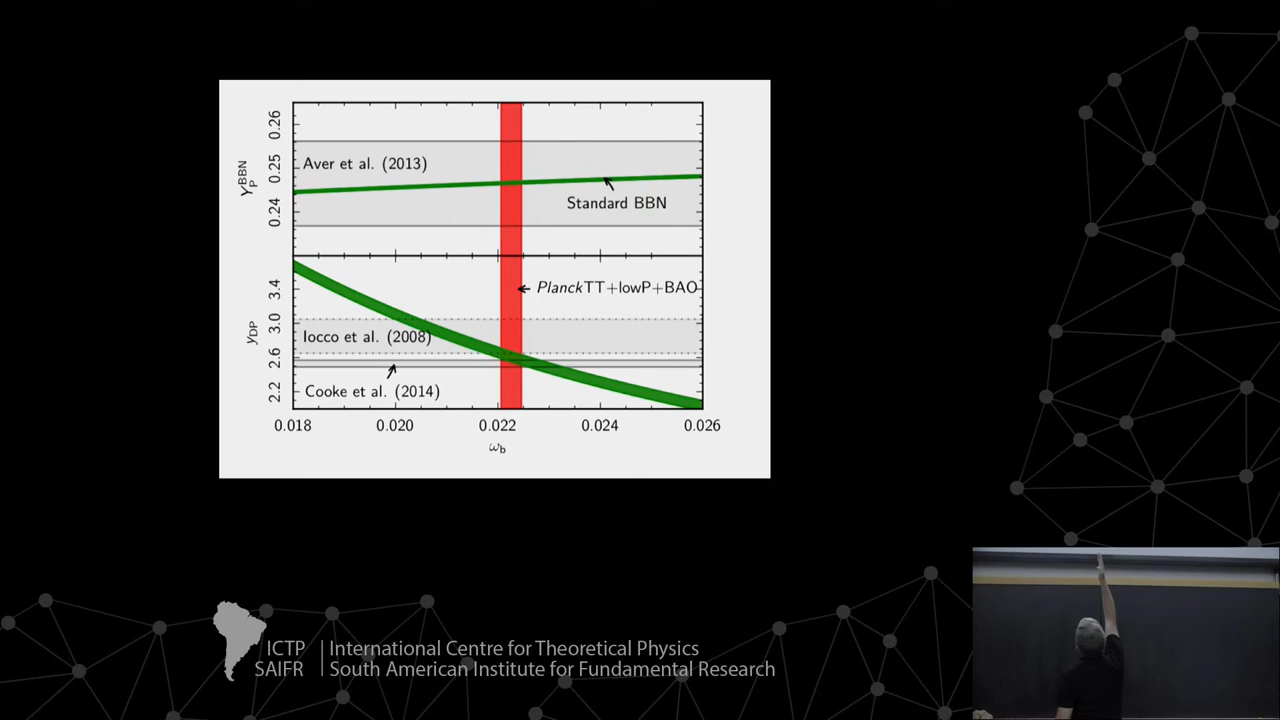 0.26
0.25
0.24
Y_P^BBN
Aver et al. (2013)
Standard BBN
3.4
3.0
2.6
2.2
y_DP
PlanckTT+lowP+BAO
Iocco et al. (2008)
Cooke et al. (2014)
0.018 0.020 0.022 0.024 0.026
ω_b
ICTP | International Centre for Theoretical Physics
SAIFR | South American Institute for Fundamental Research